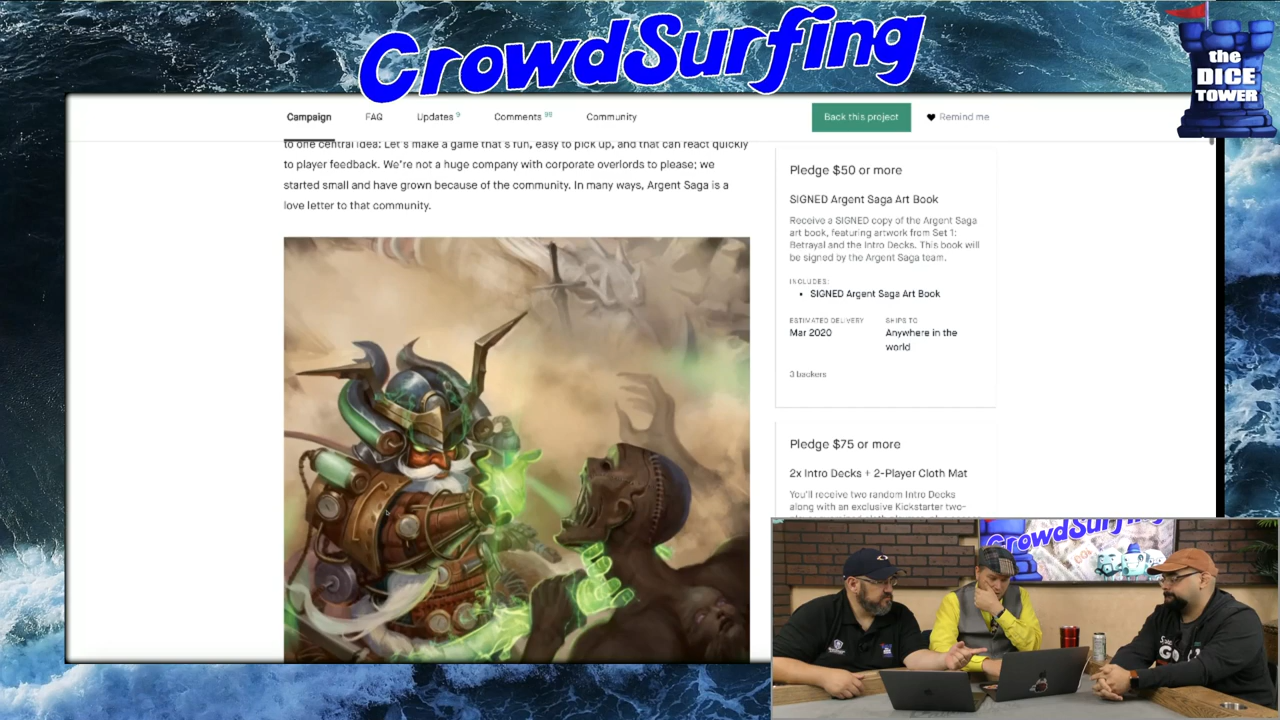 CrowdSurfing
the
DICE
TOWER
Campaign
FAQ
Updates 9
Comments 98
Community
Back this project
Remind me
to one central idea: Let's make a game that's fun, easy to pick up, and that can react quickly
to player feedback. We're not a huge company with corporate overlords to please; we
started small and have grown because of the community. In many ways, Argent Saga is a
love letter to that community.
Pledge $50 or more
SIGNED Argent Saga Art Book
Receive a SIGNED copy of the Argent Saga
art book, featuring artwork from Set 1:
Betrayal and the Intro Decks. This book will
be signed by the Argent Saga team.
INCLUDES:
• SIGNED Argent Saga Art Book
ESTIMATED DELIVERY
Mar 2020
SHIPS TO
Anywhere in the
world
3 backers
Pledge $75 or more
2x Intro Decks + 2-Player Cloth Mat
You'll receive two random Intro Decks
along with an exclusive Kickstarter two-
CrowdSurfing